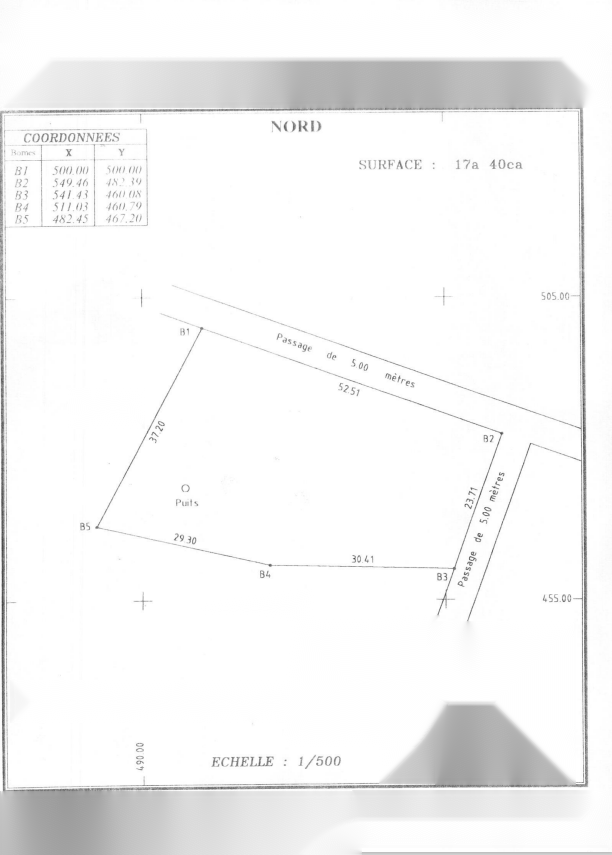 NORD
COORDONNEES
Bornes X Y
B1 500.00 500.00
B2 549.46 482.39
B3 541.43 460.08
B4 511.03 460.79
B5 482.45 467.20
SURFACE : 17a 40ca
505.00
B1
Passage de 5.00 mètres
52.51
B2
37.20
23.71
Passage de 5.00 mètres
Puits
B5
29.30
30.41
B4
B3
455.00
490.00
ECHELLE : 1/500